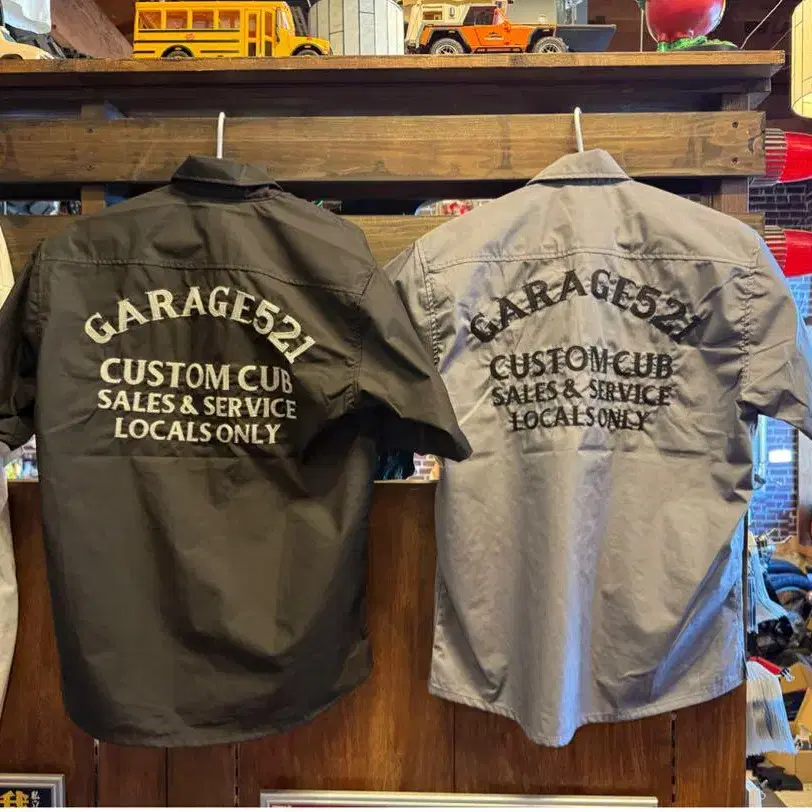 GARAGE521
CUSTOM CUB
SALES & SERVICE
LOCALS ONLY
GARAGE521
CUSTOM CUB
SALES & SERVICE
LOCALS ONLY